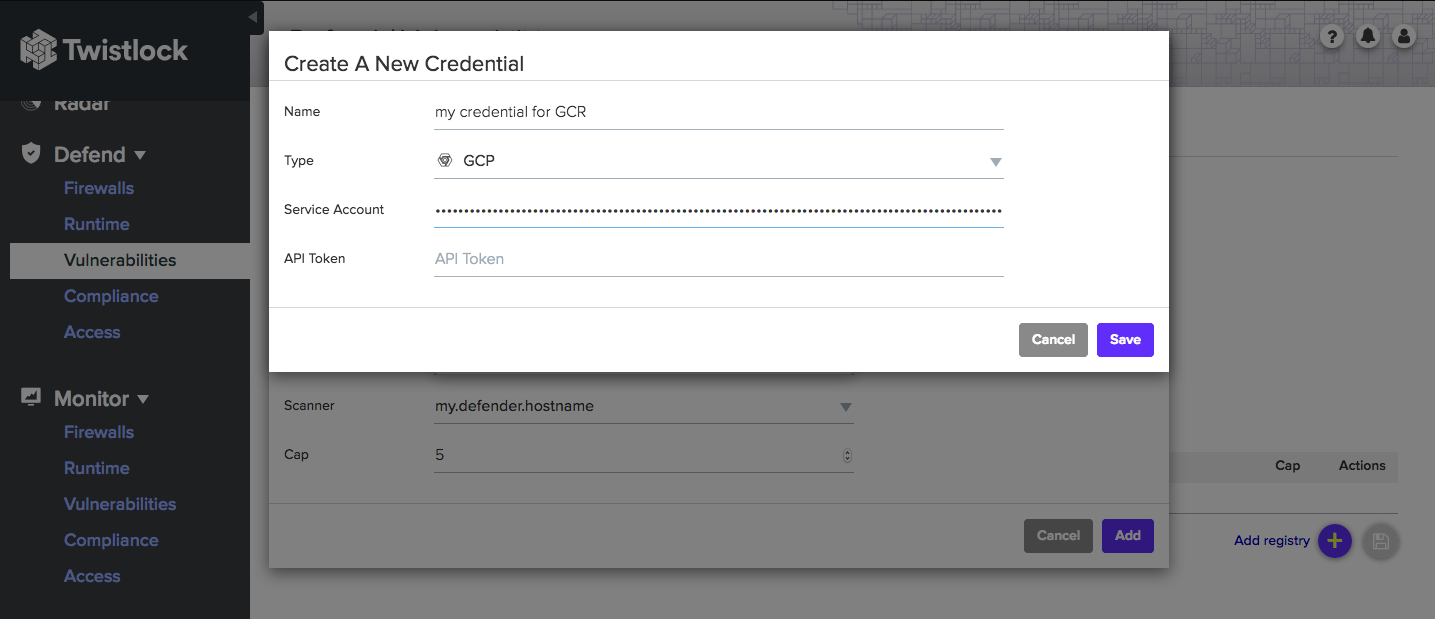 Twistlock
Radar
Defend
Firewalls
Runtime
Vulnerabilities
Compliance
Access
Monitor
Firewalls
Runtime
Vulnerabilities
Compliance
Access
?
Create A New Credential
Name my credential for GCR
Type GCP
Service Account ••••••••••••••••••••••••••••••••••••••••••••••••••••••••••••••••••••••••••••••••••••••••••••••••••
API Token API Token
Cancel Save
Scanner my.defender.hostname
Cap 5
Cancel Add
Cap Actions
Add registry +